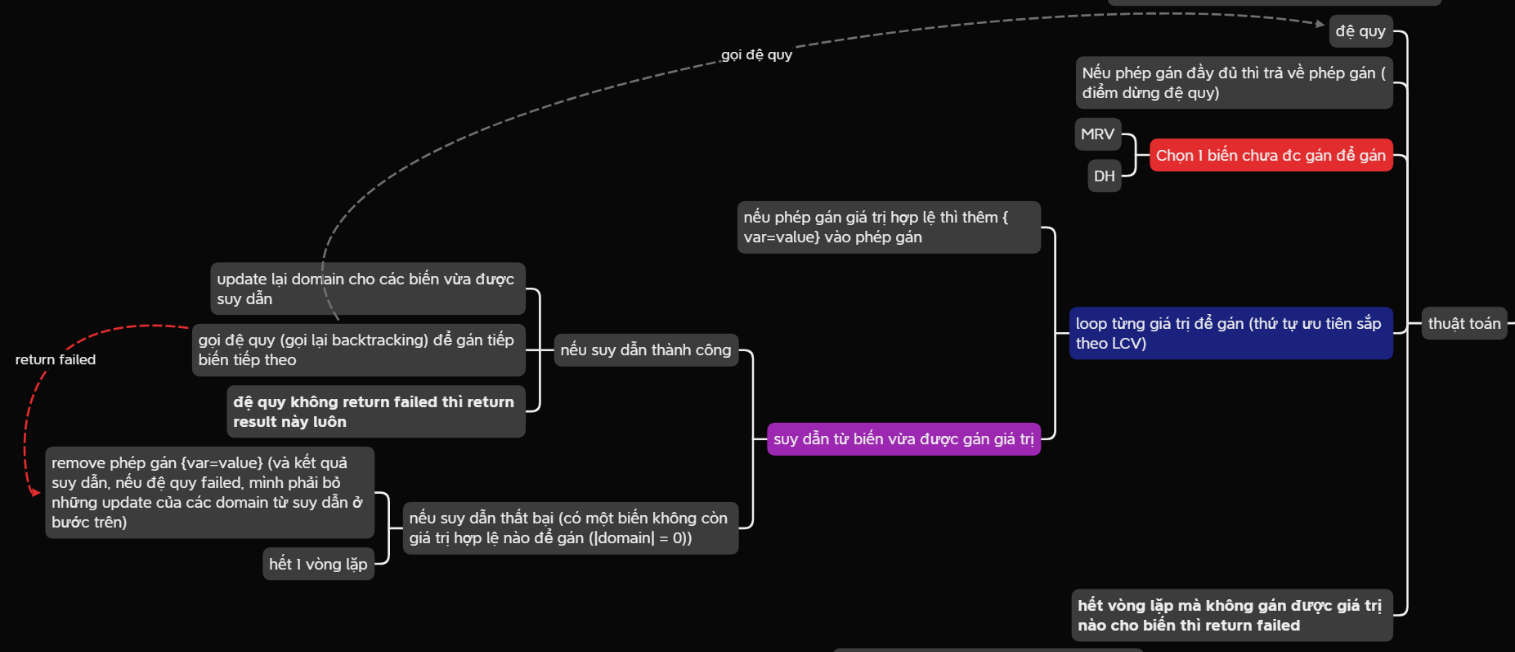 đệ quy
gọi đệ quy
Nếu phép gán đầy đủ thì trả về phép gán (
điểm dừng đệ quy)
MRV
Chọn 1 biến chưa đc gán để gán
DH
nếu phép gán giá trị hợp lệ thì thêm {
var=value} vào phép gán
update lại domain cho các biến vừa được
suy dẫn
loop từng giá trị để gán (thứ tự ưu tiên sắp
theo LCV)
thuật toán
gọi đệ quy (gọi lại backtracking) để gán tiếp
biến tiếp theo
nếu suy dẫn thành công
return failed
đệ quy không return failed thì return
result này luôn
suy dẫn từ biến vừa được gán giá trị
remove phép gán {var=value} (và kết quả
suy dẫn, nếu đệ quy failed, mình phải bỏ
những update của các domain từ suy dẫn ở
bước trên)
nếu suy dẫn thất bại (có một biến không còn
giá trị hợp lệ nào để gán (|domain| = 0))
hết 1 vòng lặp
hết vòng lặp mà không gán được giá trị
nào cho biến thì return failed